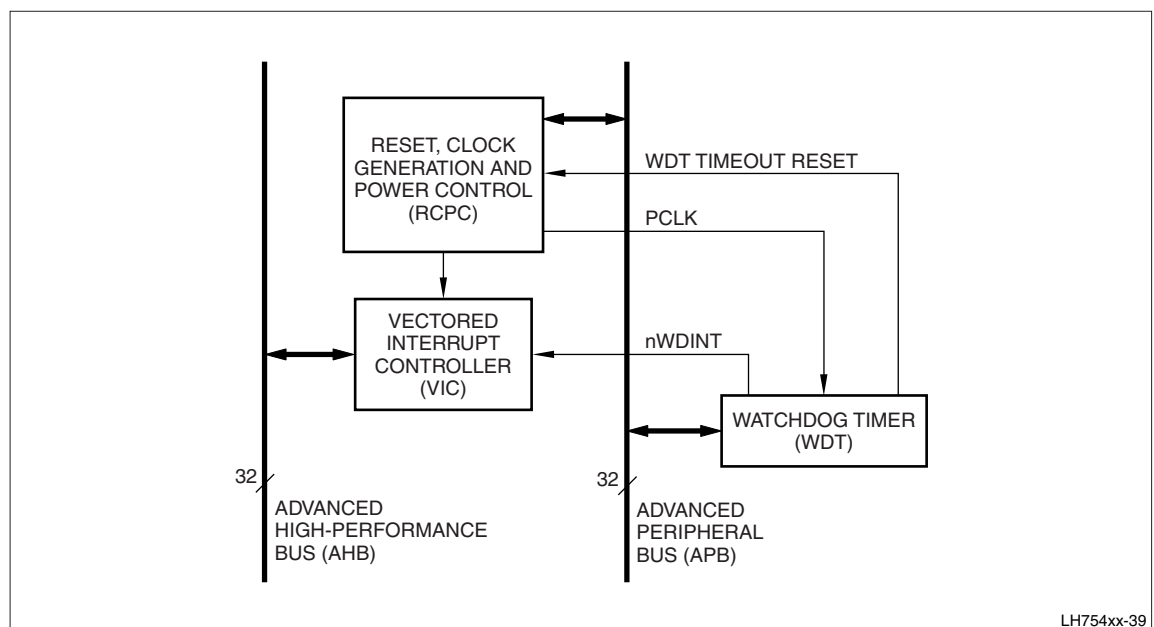 RESET, CLOCK
GENERATION AND
POWER CONTROL
(RCPC)
WDT TIMEOUT RESET
PCLK
VECTORED
INTERRUPT
CONTROLLER
(VIC)
nWDINT
WATCHDOG TIMER
(WDT)
32
32
ADVANCED
HIGH-PERFORMANCE
BUS (AHB)
ADVANCED
PERIPHERAL
BUS (APB)
LH754xx-39